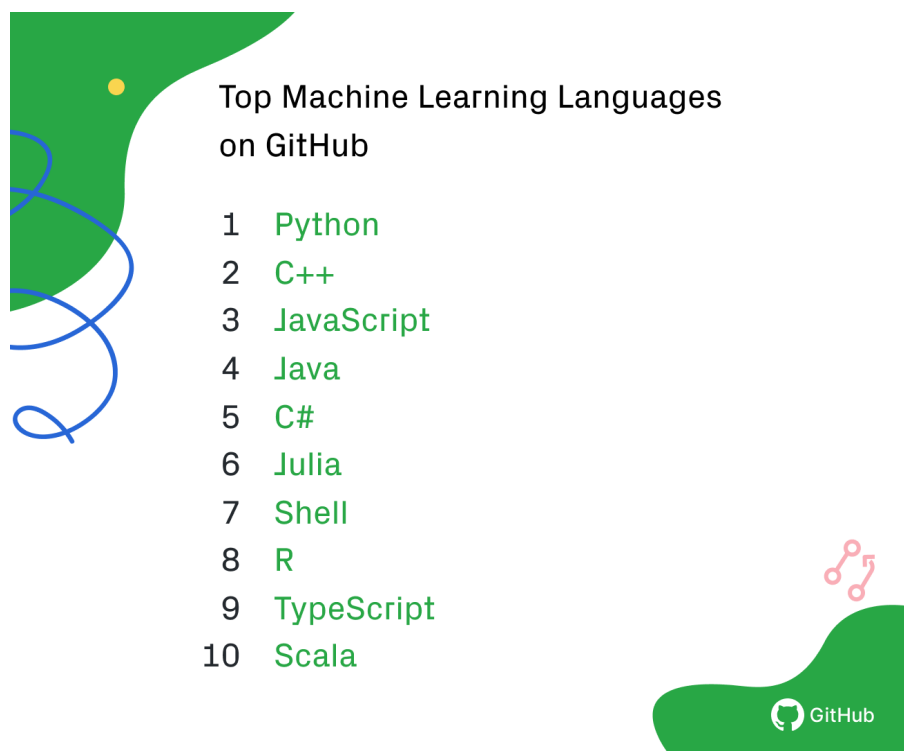 Top Machine Learning Languages
on GitHub
1 Python
2 C++
3 JavaScript
4 Java
5 C#
6 Julia
7 Shell
8 R
9 TypeScript
10 Scala
GitHub